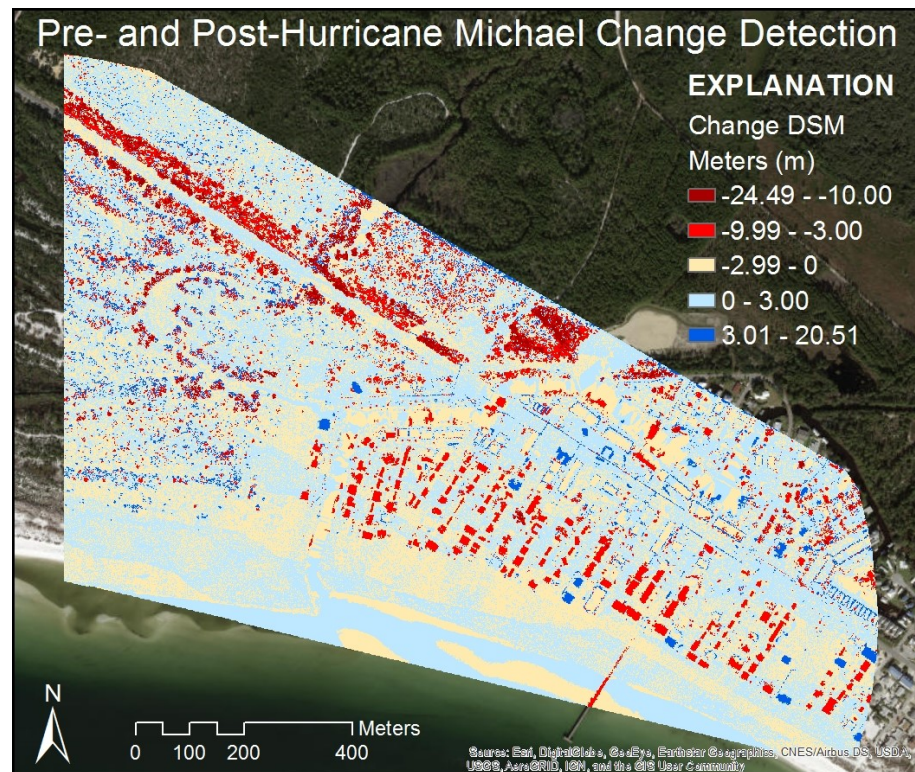 Pre- and Post-Hurricane Michael Change Detection
EXPLANATION
Change DSM
Meters (m)
-24.49 - -10.00
-9.99 - -3.00
-2.99 - 0
0 - 3.00
3.01 - 20.51
N
Meters
0 100 200 400
Source: Esri, DigitalGlobe, GeoEye, Earthstar Geographics, CNES/Airbus DS, USDA,
USGS, AeroGRID, IGN, and the GIS User Community